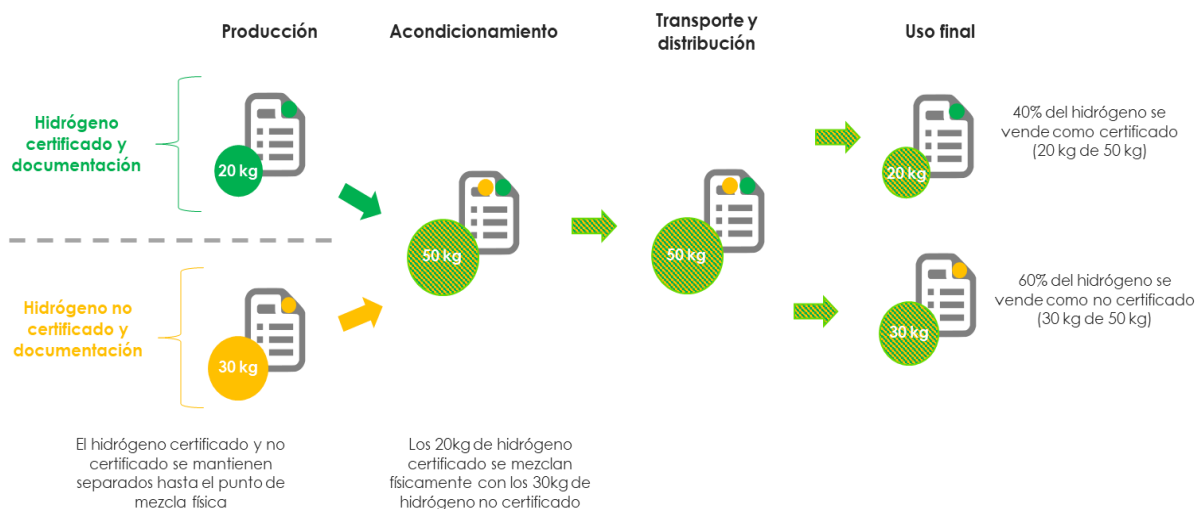 Producción
Acondicionamiento
Transporte y
distribución
Uso final
Hidrógeno
certificado y
documentación
20 kg
50 kg
50 kg
20 kg
40% del hidrógeno se
vende como certificado
(20 kg de 50 kg)
Hidrógeno no
certificado y
documentación
30 kg
30 kg
60% del hidrógeno se
vende como no certificado
(30 kg de 50 kg)
El hidrógeno certificado y no
certificado se mantienen
separados hasta el punto de
mezcla física
Los 20kg de hidrógeno
certificado se mezclan
físicamente con los 30kg de
hidrógeno no certificado